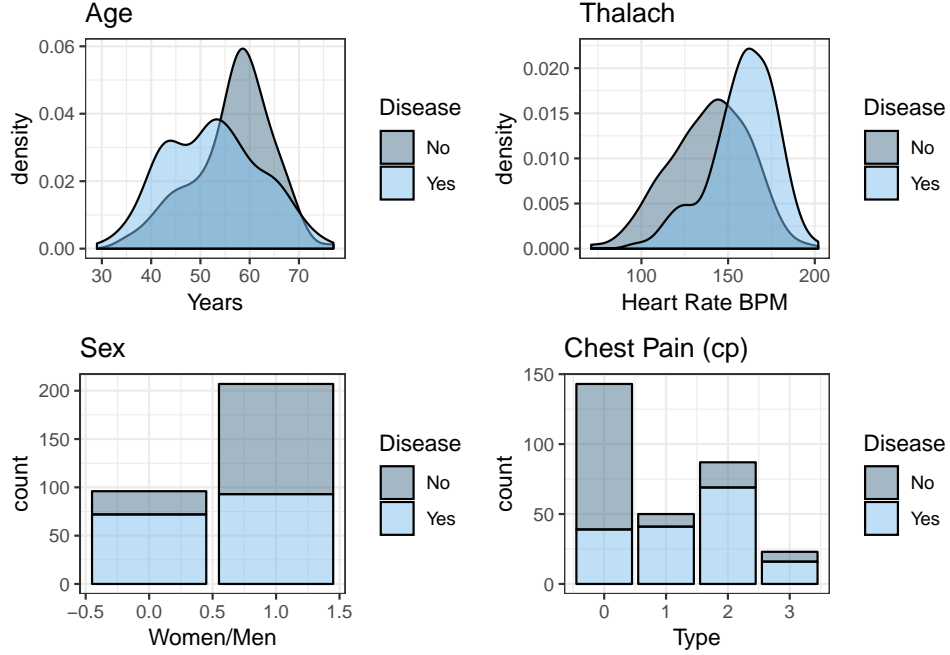 Age
density
0.06
0.04
0.02
0.00
30 40 50 60 70
Years
Disease
No
Yes
Thalach
density
0.020
0.015
0.010
0.005
0.000
100 150 200
Heart Rate BPM
Disease
No
Yes
Sex
count
200
150
100
50
0
−0.5 0.0 0.5 1.0 1.5
Women/Men
Disease
No
Yes
Chest Pain (cp)
count
150
100
50
0
0 1 2 3
Type
Disease
No
Yes